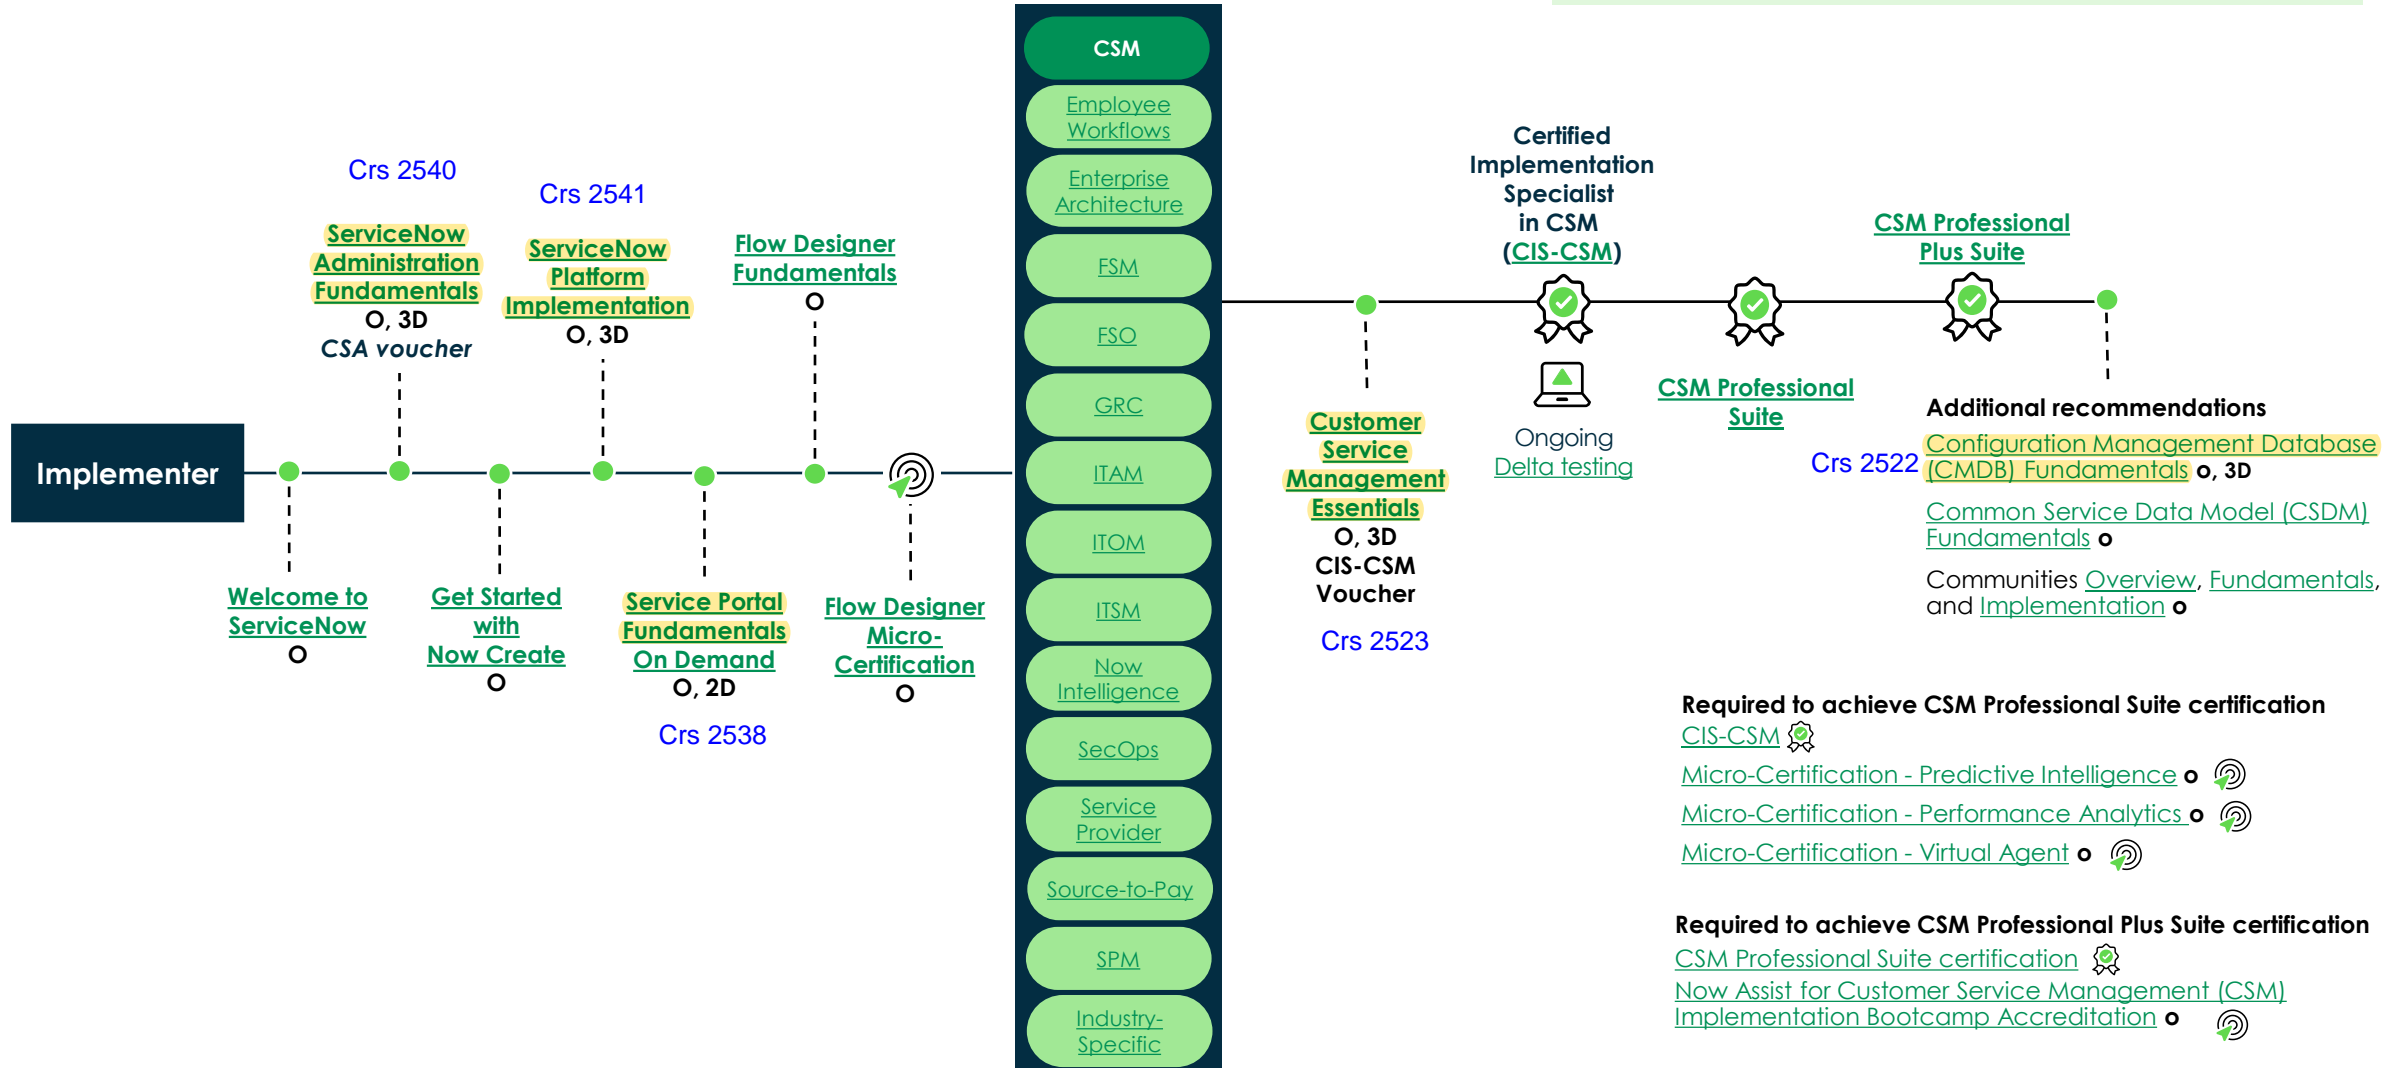 Implementer
Crs 2540
ServiceNow
Administration
Fundamentals
O, 3D
CSA voucher
Crs 2541
ServiceNow
Platform
Implementation
O, 3D
Flow Designer
Fundamentals
O
Welcome to
ServiceNow
O
Get Started
with
Now Create
O
Service Portal
Fundamentals
On Demand
O, 2D
Crs 2538
Flow Designer
Micro-
Certification
O
CSM
Employee
Workflows
Enterprise
Architecture
FSM
FSO
GRC
ITAM
ITOM
ITSM
Now
Intelligence
SecOps
Service
Provider
Source-to-Pay
SPM
Industry-
Specific
Customer
Service
Management
Essentials
O, 3D
CIS-CSM
Voucher
Crs 2523
Certified
Implementation
Specialist
in CSM
(CIS-CSM)
Ongoing
Delta testing
CSM Professional
Suite
CSM Professional
Plus Suite
Additional recommendations
Crs 2522
Configuration Management Database
(CMDB) Fundamentals o, 3D
Common Service Data Model (CSDM)
Fundamentals o
Communities Overview, Fundamentals,
and Implementation o
Required to achieve CSM Professional Suite certification
CIS-CSM
Micro-Certification - Predictive Intelligence o
Micro-Certification - Performance Analytics o
Micro-Certification - Virtual Agent o
Required to achieve CSM Professional Plus Suite certification
CSM Professional Suite certification
Now Assist for Customer Service Management (CSM)
Implementation Bootcamp Accreditation o